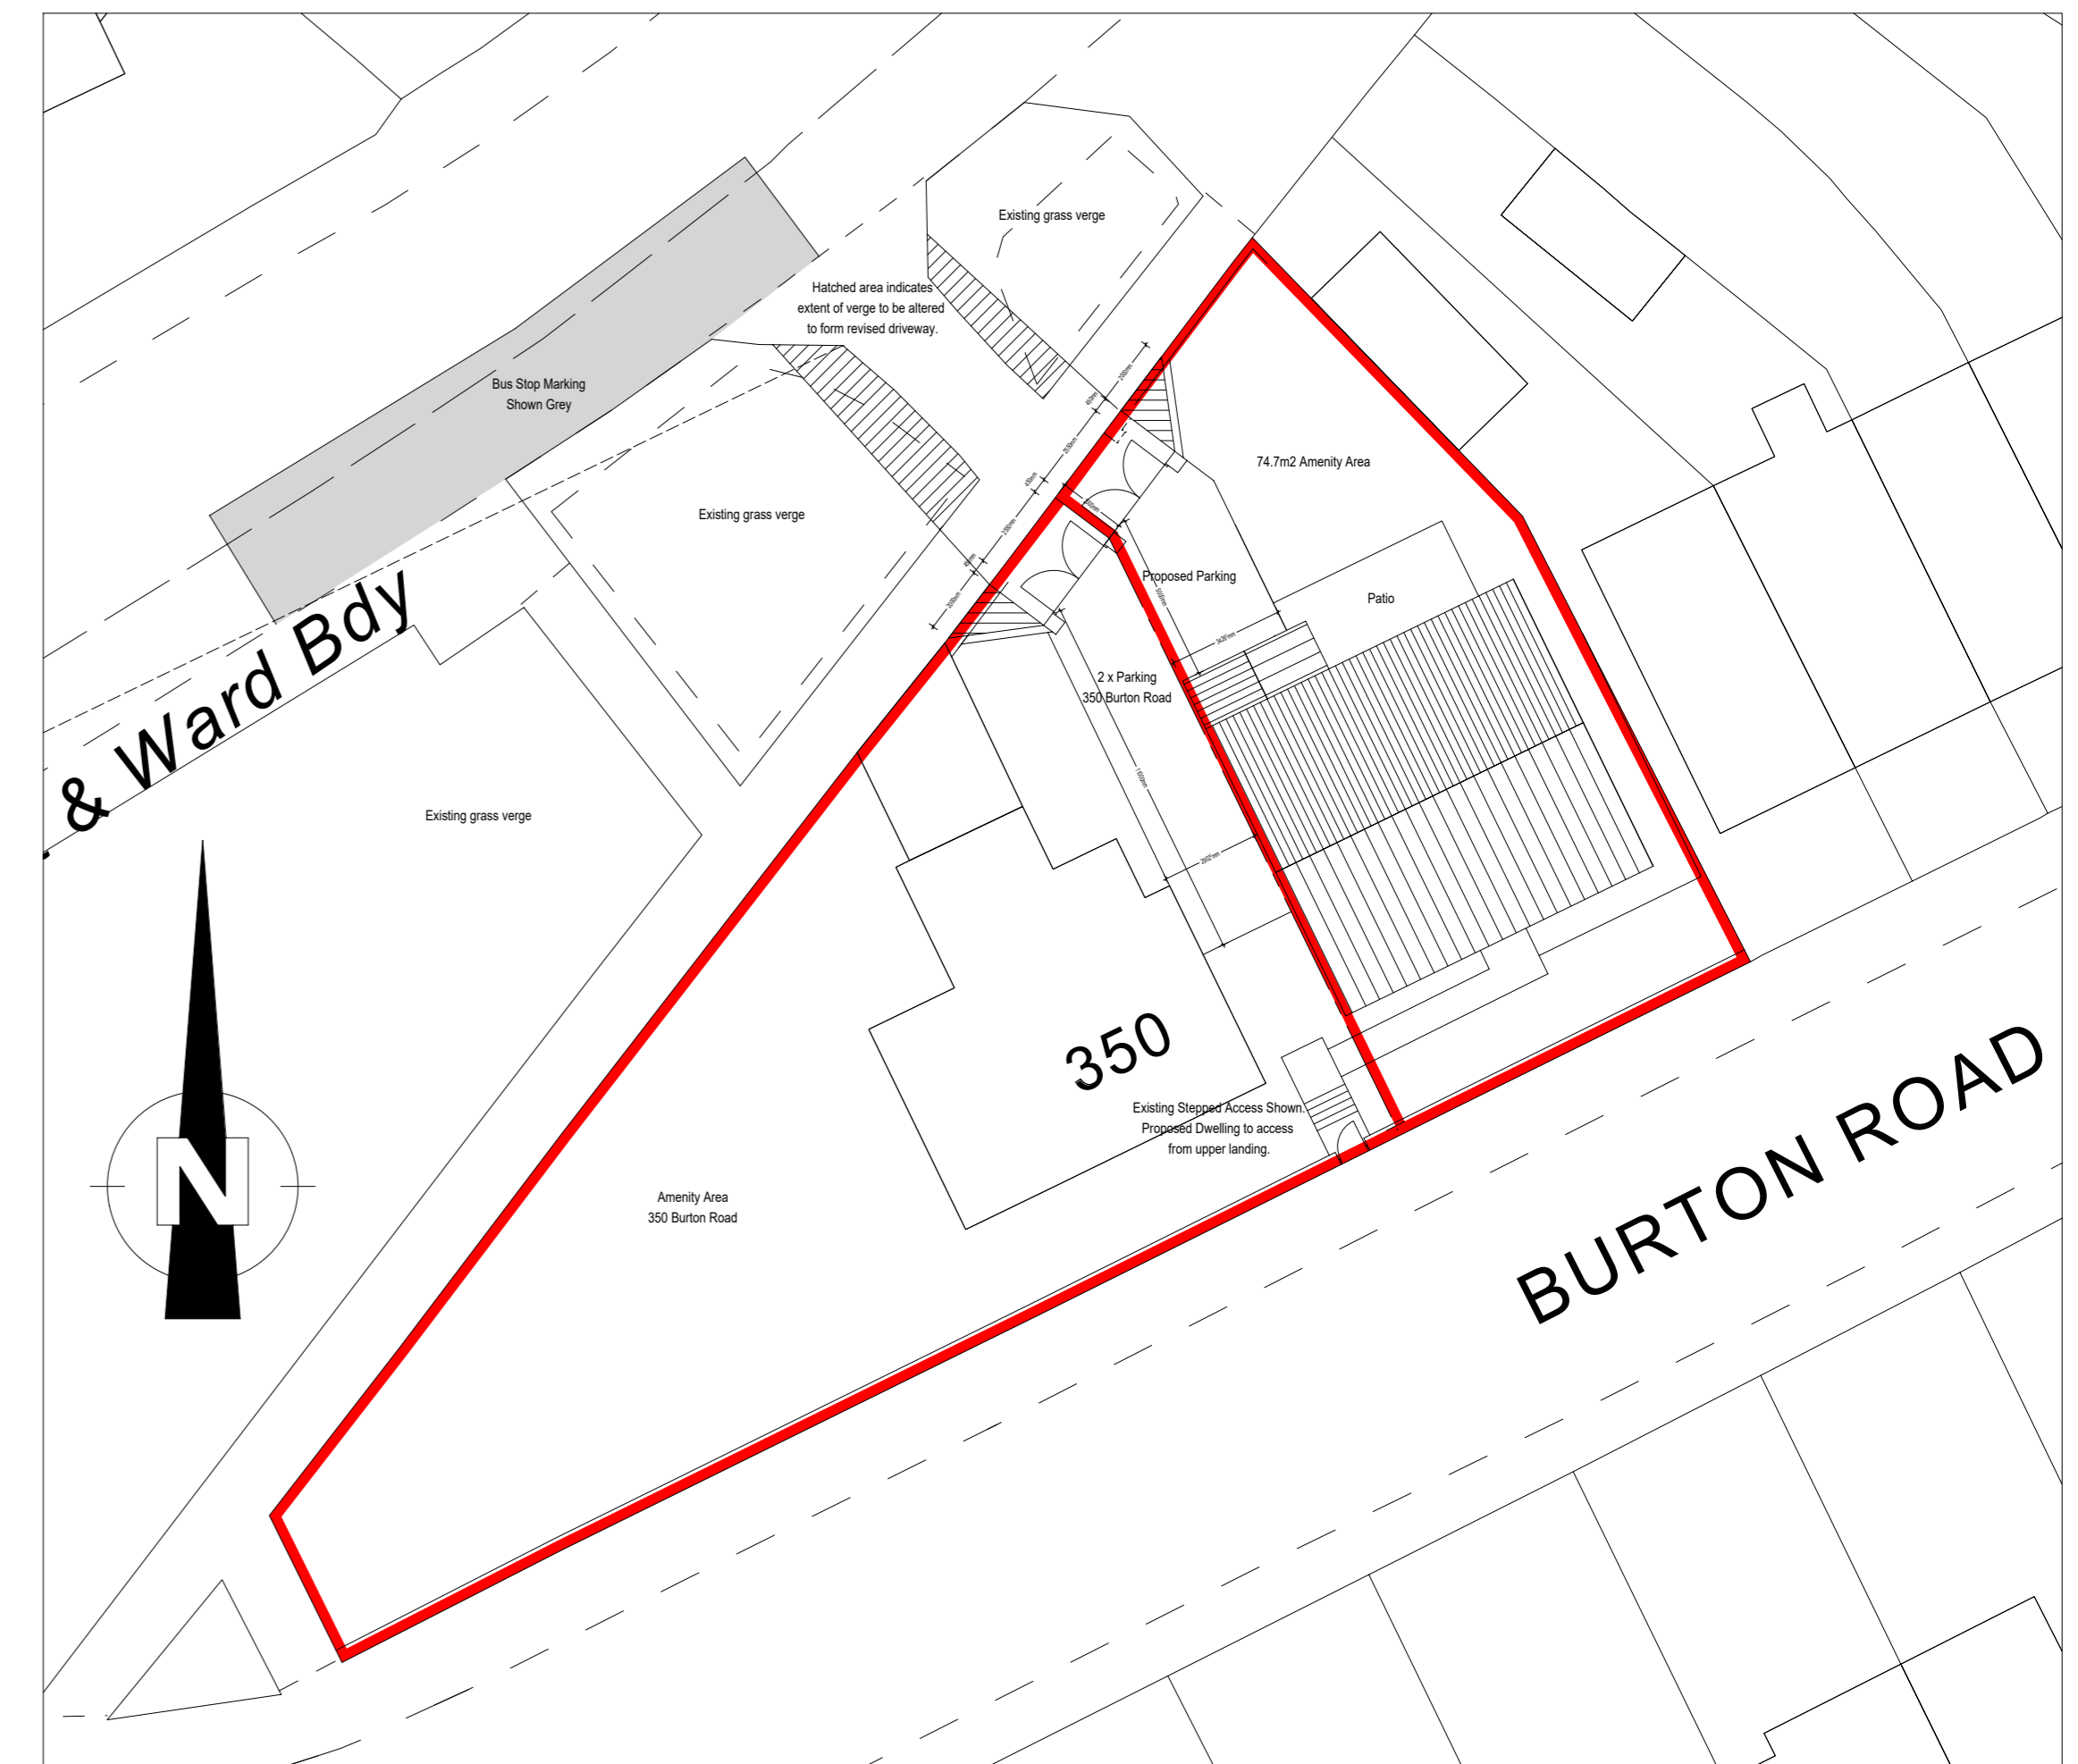 Existing grass verge
Hatched area indicates
extent of verge to be altered
to form revised driveway.
Bus Stop Marking
Shown Grey
74.7m2 Amenity Area
Existing grass verge
Proposed Parking
Patio
& Ward Bdy
2 x Parking
350 Burton Road
Existing grass verge
350
Existing Stepped Access Shown.
Proposed Dwelling to access
from upper landing.
BURTON ROAD
N
Amenity Area
350 Burton Road